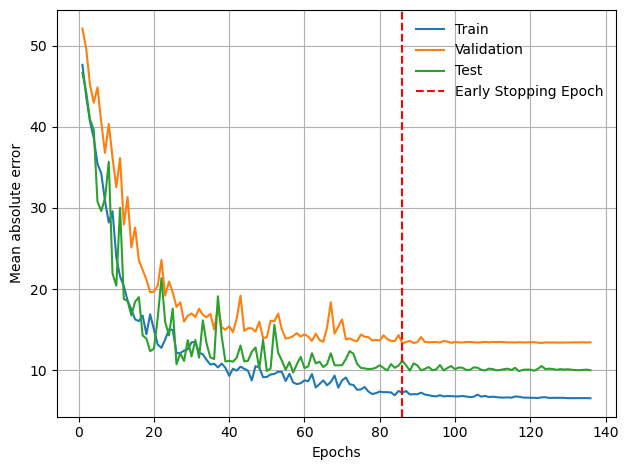 Train
Validation
Test
Early Stopping Epoch
50
40
30
20
10
Mean absolute error
0 20 40 60 80 100 120 140
Epochs